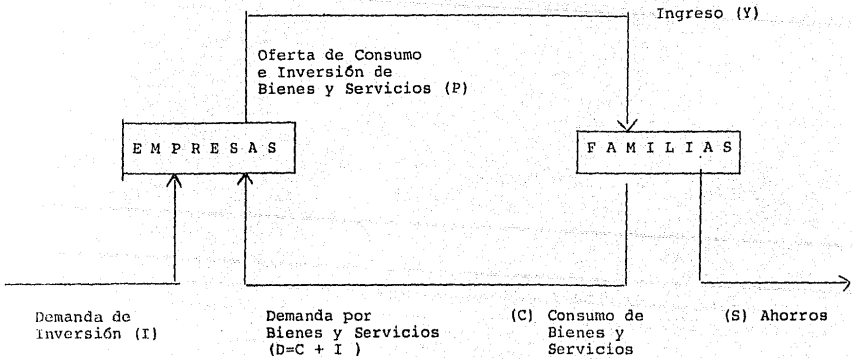 Ingreso (Y)
Oferta de Consumo
e Inversión de
Bienes y Servicios (P)
E M P R E S A S
F A M I L I A S
Demanda de
Inversión (I)
Demanda por
Bienes y Servicios
(D=C + I )
(C) Consumo de
Bienes y
Servicios
(S) Ahorros